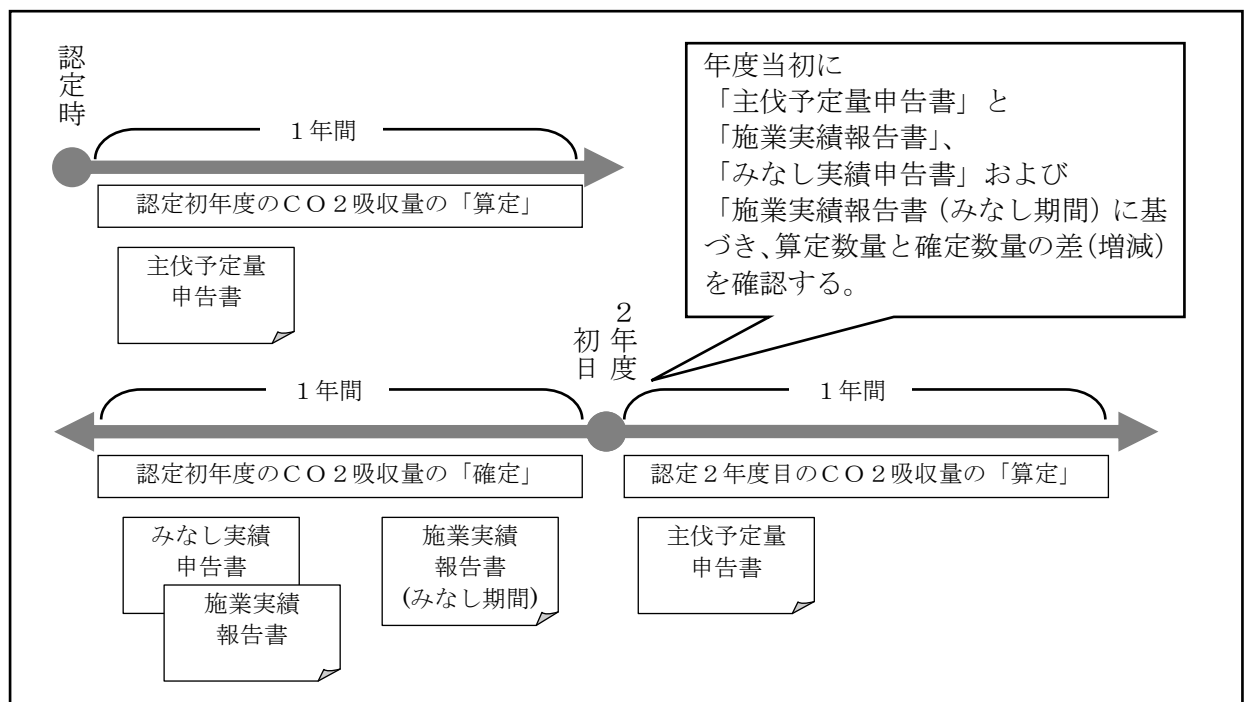 認定時
１年間
認定初年度のＣＯ２吸収量の「算定」
主伐予定量
申告書
年度当初に
「主伐予定量申告書」と
「施業実績報告書」、
「みなし実績申告書」および
「施業実績報告書（みなし期間）に基
づき、算定数量と確定数量の差（増減）
を確認する。
２年度
初日
１年間
１年間
認定初年度のＣＯ２吸収量の「確定」
認定２年度目のＣＯ２吸収量の「算定」
みなし実績
申告書
施業実績
報告書
施業実績
報告書
(みなし期間)
主伐予定量
申告書